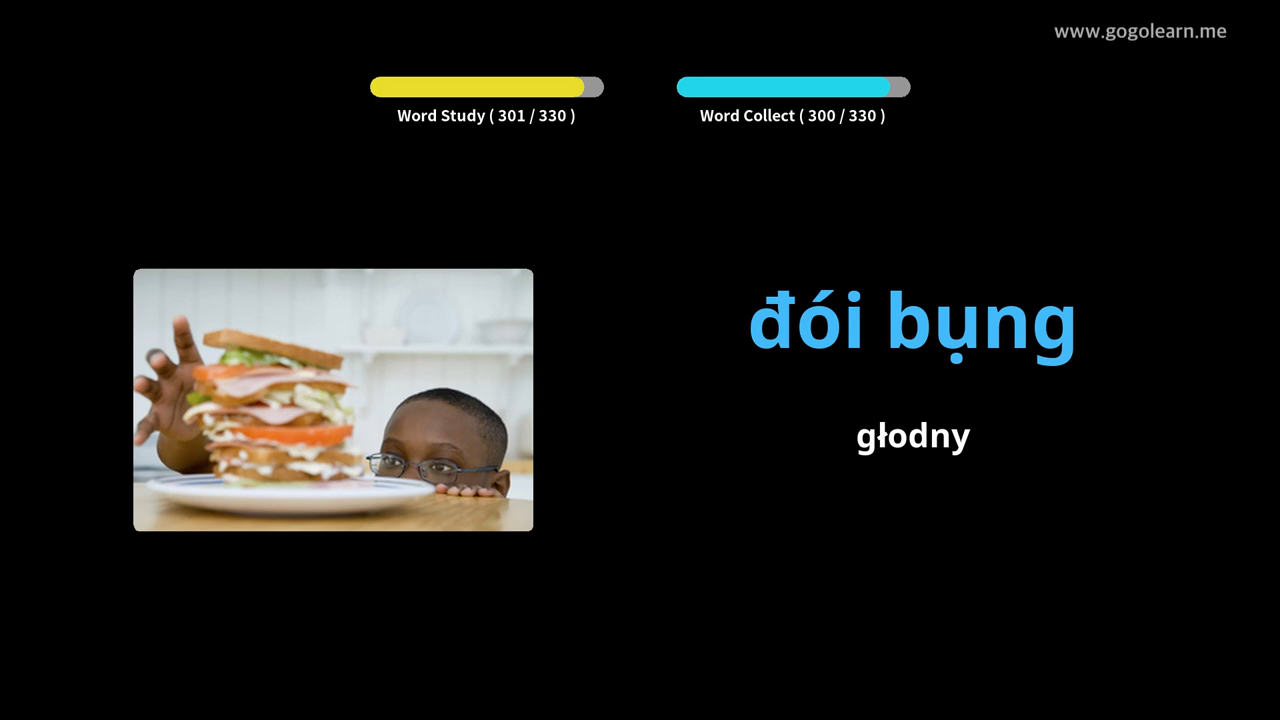 www.gogolearn.me
Word Study ( 301 / 330 )
Word Collect ( 300 / 330 )
đói bụng
głodny